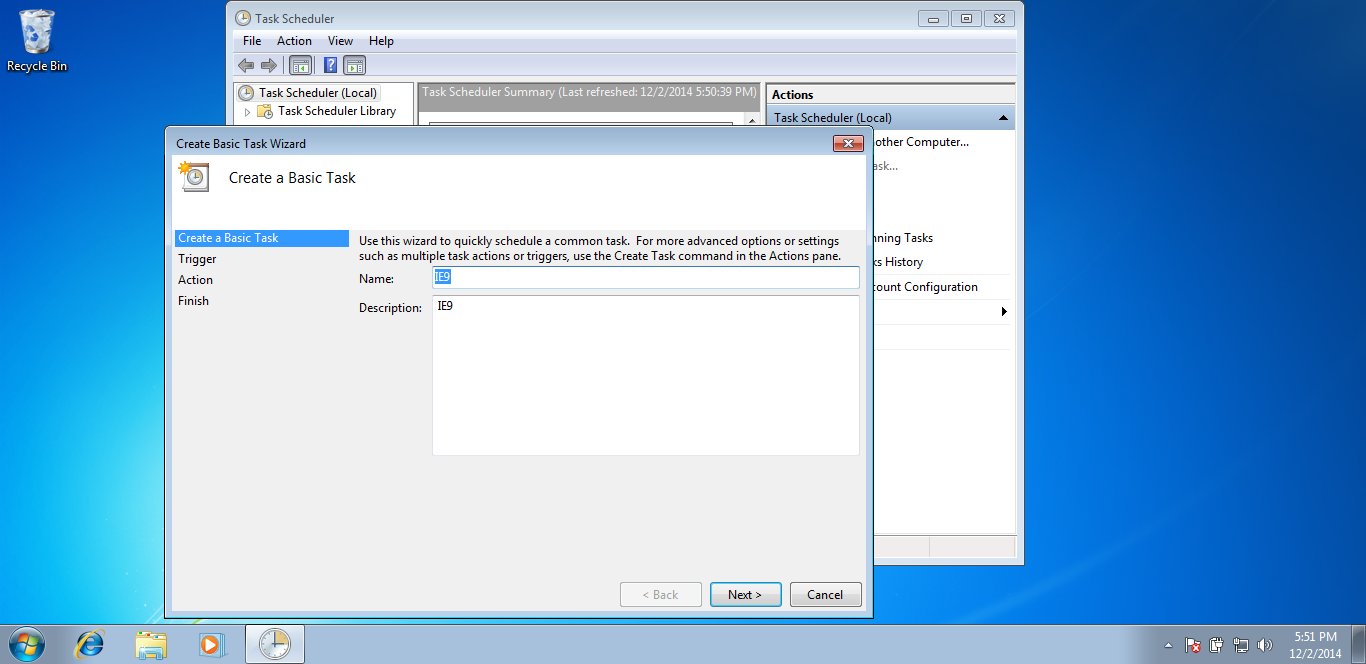 Recycle Bin
Task Scheduler
File Action View Help
Task Scheduler (Local)
Task Scheduler Library
Task Scheduler Summary (Last refreshed: 12/2/2014 5:50:39 PM)
Actions
Task Scheduler (Local)
other Computer...
ask...
nning Tasks
ks History
count Configuration
Create Basic Task Wizard
Create a Basic Task
Create a Basic Task
Trigger
Action
Finish
Use this wizard to quickly schedule a common task. For more advanced options or settings
such as multiple task actions or triggers, use the Create Task command in the Actions pane.
Name: IE9
Description: IE9
< Back Next > Cancel
5:51 PM
12/2/2014